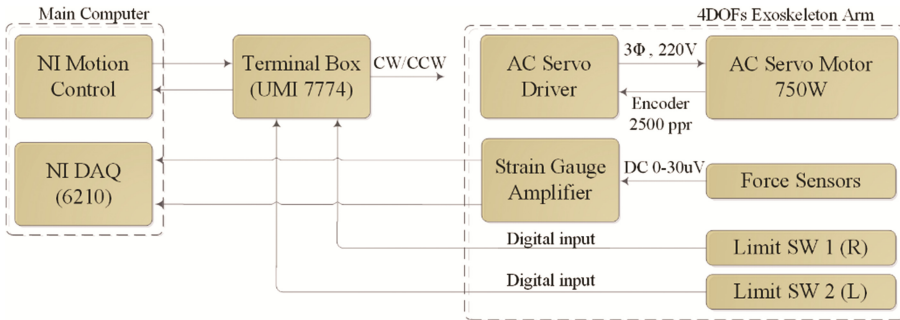 Main Computer
4DOFs Exoskeleton Arm
NI Motion
Control
Terminal Box
(UMI 7774)
CW/CCW
AC Servo
Driver
3Φ , 220V
Encoder
2500 ppr
AC Servo Motor
750W
NI DAQ
(6210)
Strain Gauge
Amplifier
DC 0-30uV
Force Sensors
Digital input
Limit SW 1 (R)
Digital input
Limit SW 2 (L)